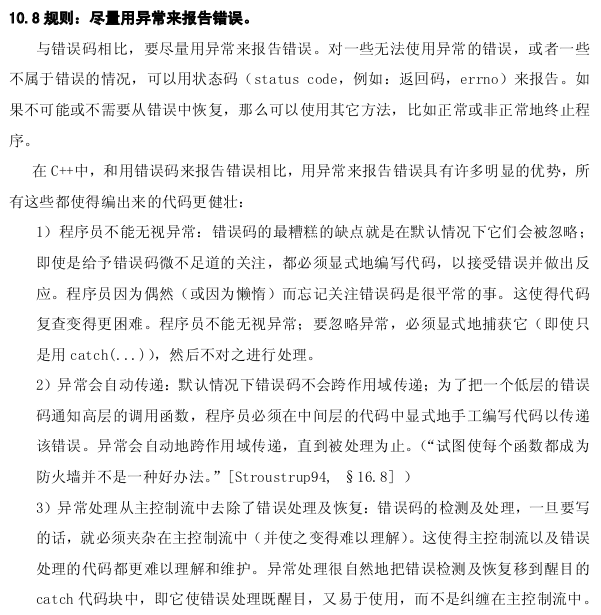 10.8 规则：尽量用异常来报告错误。
与错误码相比，要尽量用异常来报告错误。对一些无法使用异常的错误，或者一些
不属于错误的情况，可以用状态码（status code，例如：返回码，errno）来报告。如
果不可能或不需要从错误中恢复，那么可以使用其它方法，比如正常或非正常地终止程
序。
在 C++中，和用错误码来报告错误相比，用异常来报告错误具有许多明显的优势，所
有这些都使得编出来的代码更健壮：
1）程序员不能无视异常：错误码的最糟糕的缺点就是在默认情况下它们会被忽略；
即使是给予错误码微不足道的关注，都必须显式地编写代码，以接受错误并做出反
应。程序员因为偶然（或因为懒惰）而忘记关注错误码是很平常的事。这使得代码
复查变得更困难。程序员不能无视异常；要忽略异常，必须显式地捕获它（即使只
是用 catch(...)），然后不对之进行处理。
2）异常会自动传递：默认情况下错误码不会跨作用域传递；为了把一个低层的错误
码通知高层的调用函数，程序员必须在中间层的代码中显式地手工编写代码以传递
该错误。异常会自动地跨作用域传递，直到被处理为止。（“试图使每个函数都成为
防火墙并不是一种好办法。”[Stroustrup94, §16.8] ）
3）异常处理从主控制流中去除了错误处理及恢复：错误码的检测及处理，一旦要写
的话，就必须夹杂在主控制流中（并使之变得难以理解）。这使得主控制流以及错误
处理的代码都更难以理解和维护。异常处理很自然地把错误检测及恢复移到醒目的
catch 代码块中，即它使错误处理既醒目，又易于使用，而不是纠缠在主控制流中。